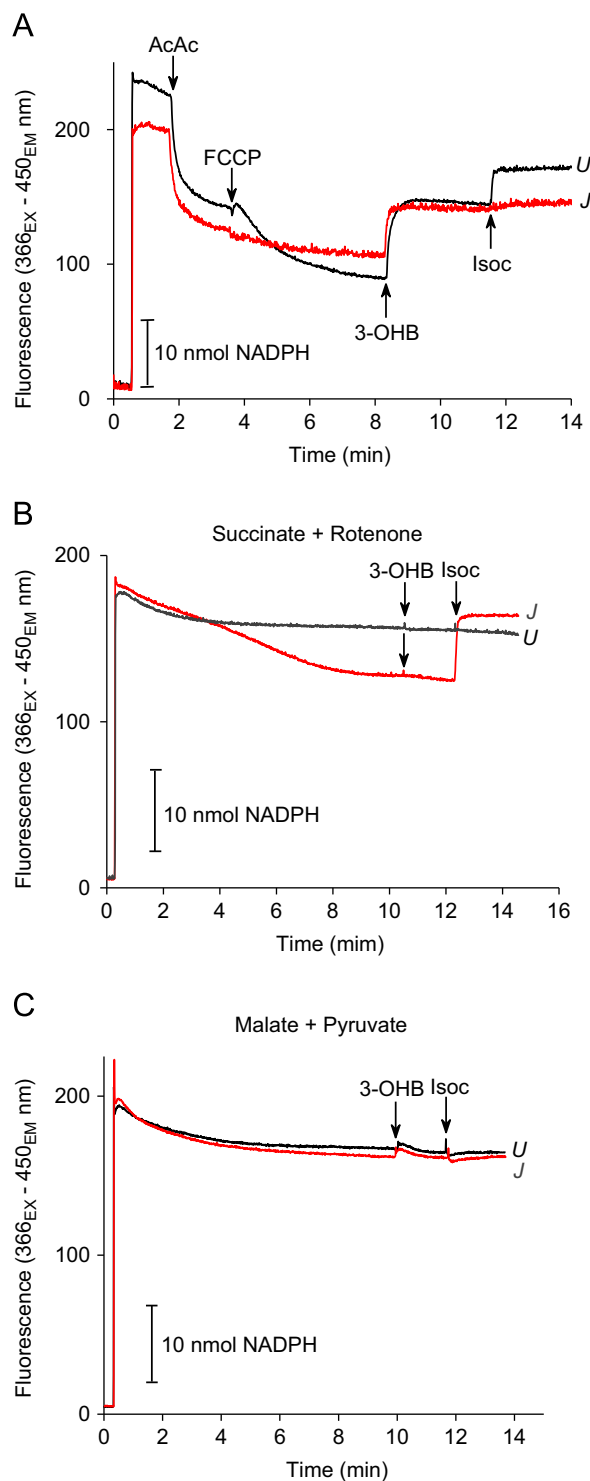 A
AcAc
FCCP
3-OHB
Isoc
U
J
10 nmol NADPH
Fluorescence (366EX - 450EM nm)
200
100
0
0 2 4 6 8 10 12 14
Time (min)
B
Succinate + Rotenone
3-OHB Isoc
J
U
10 nmol NADPH
Fluorescence (366EX - 450EM nm)
200
100
0
0 2 4 6 8 10 12 14 16
Time (mim)
C
Malate + Pyruvate
3-OHB Isoc
U
J
10 nmol NADPH
Fluorescence (366EX - 450EM nm)
200
100
0
0 2 4 6 8 10 12 14
Time (min)